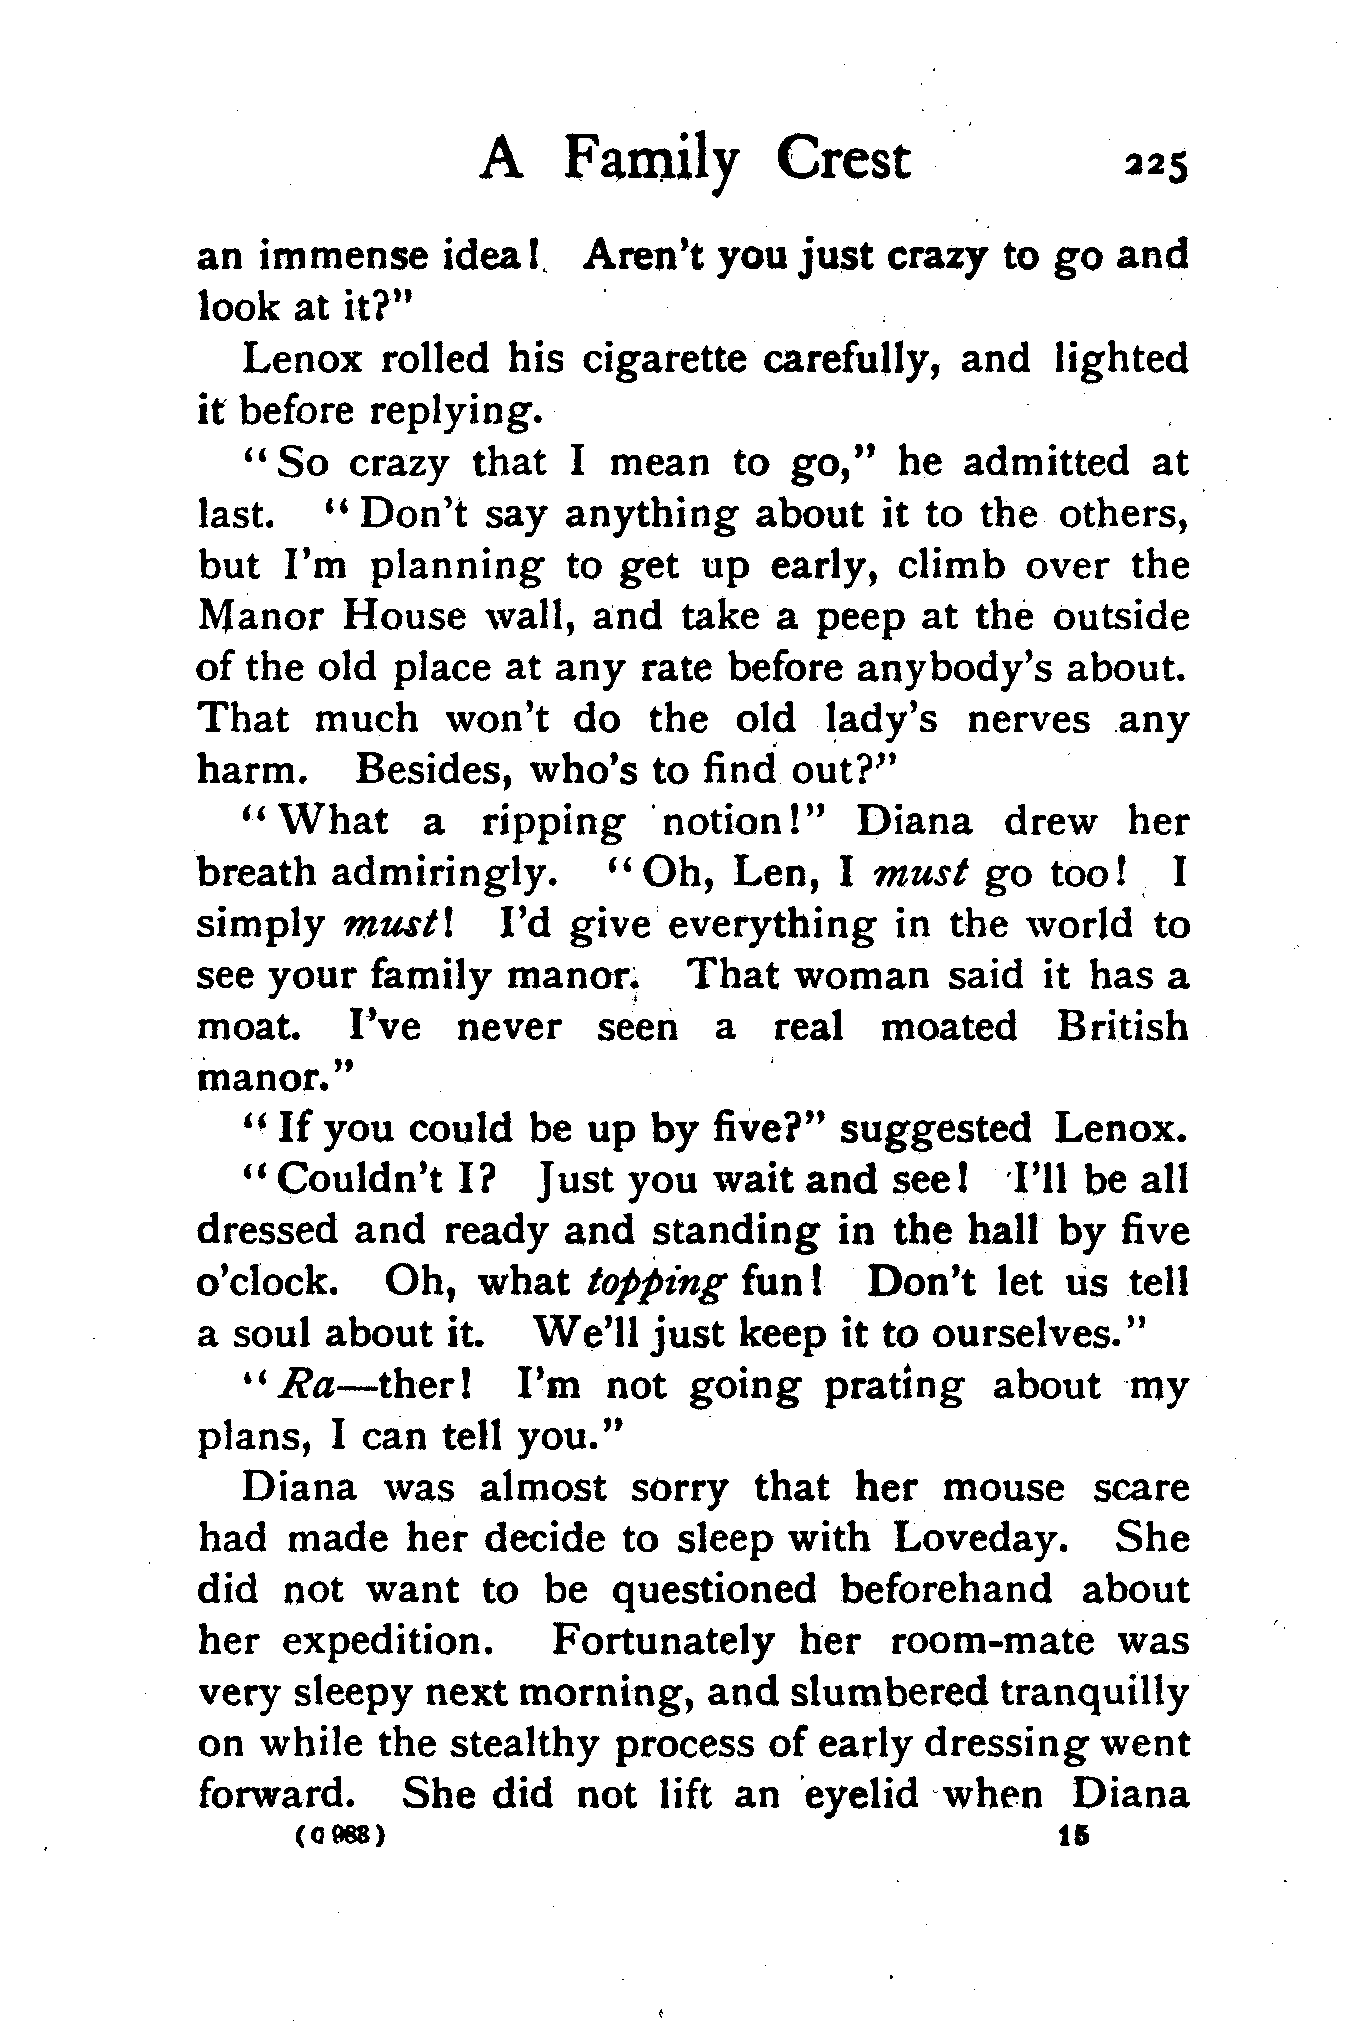 A Family Crest 225
an immense idea! Aren't you just crazy to go and
look at it?"
Lenox rolled his cigarette carefully, and lighted
it before replying.
"So crazy that I mean to go," he admitted at
last. "Don't say anything about it to the others,
but I'm planning to get up early, climb over the
Manor House wall, and take a peep at the outside
of the old place at any rate before anybody's about.
That much won't do the old lady's nerves any
harm. Besides, who's to find out?"
"What a ripping notion!" Diana drew her
breath admiringly. "Oh, Len, I must go too! I
simply must! I'd give everything in the world to
see your family manor. That woman said it has a
moat. I've never seen a real moated British
manor."
"If you could be up by five?" suggested Lenox.
"Couldn't I? Just you wait and see! I'll be all
dressed and ready and standing in the hall by five
o'clock. Oh, what topping fun! Don't let us tell
a soul about it. We'll just keep it to ourselves."
"Ra—ther! I'm not going prating about my
plans, I can tell you."
Diana was almost sorry that her mouse scare
had made her decide to sleep with Loveday. She
did not want to be questioned beforehand about
her expedition. Fortunately her room-mate was
very sleepy next morning, and slumbered tranquilly
on while the stealthy process of early dressing went
forward. She did not lift an eyelid when Diana
(G 988) 15